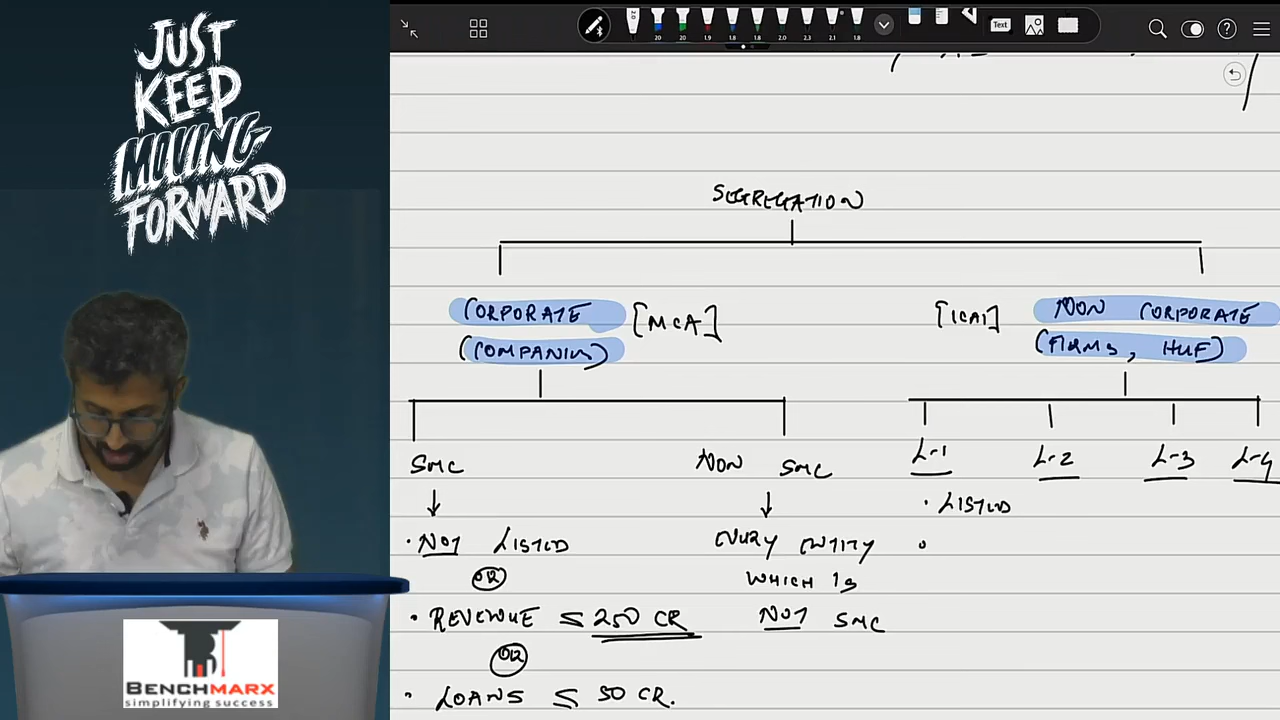 JUST
KEEP
MOVING
FORWARD
BENCHMARX
simplifying success
Text
SEGREGATION
CORPORATE [MCA]
(COMPANIES)
[ICAI] NON CORPORATE
(FIRMS, HUF)
SMC
NON SMC
L-1 L-2 L-3 L-4
• NOT LISTED
OR
• REVENUE ≤ 250 CR
OR
• LOANS ≤ 50 CR.
EVERY ENTITY
WHICH IS
NOT SMC
• LISTED